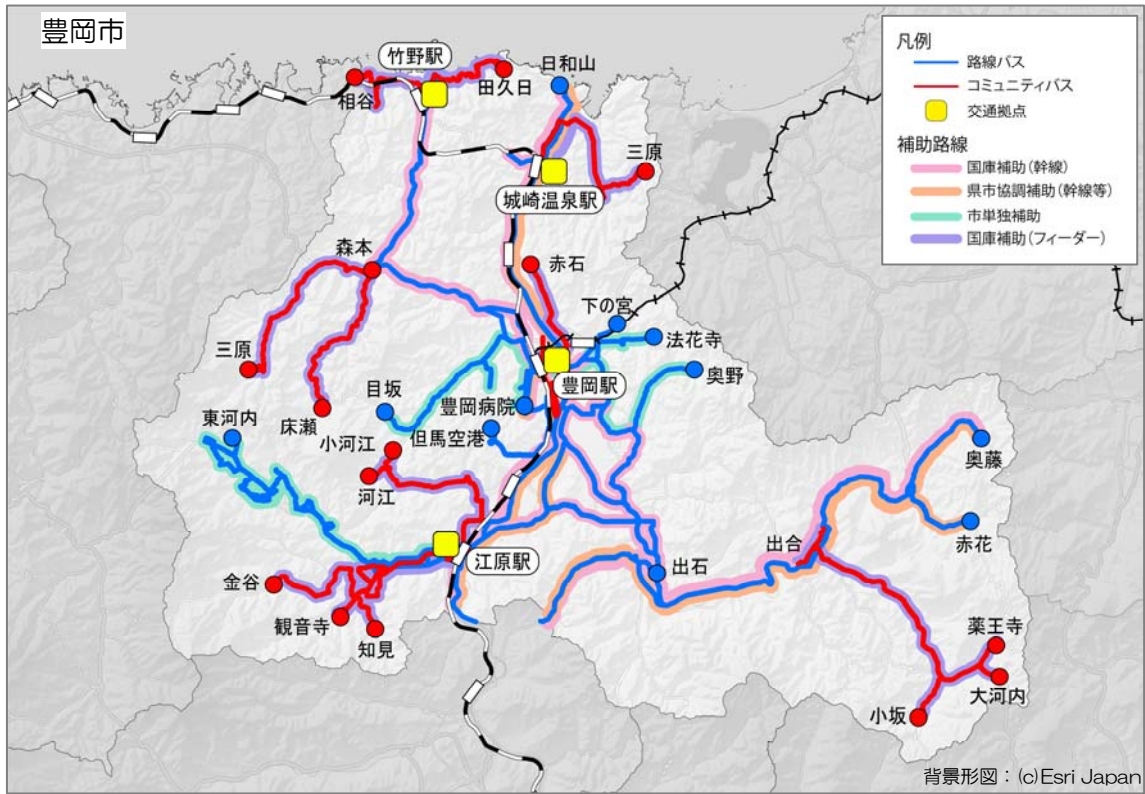 豊岡市
凡例
路線バス
コミュニティバス
交通拠点
補助路線
国庫補助(幹線)
県市協調補助(幹線等)
市単独補助
国庫補助(フィーダー)
竹野駅
日和山
相谷
田久日
三原
城崎温泉駅
森本
赤石
下の宮
法花寺
三原
豊岡駅
奥野
目坂
豊岡病院
東河内
床瀬
但馬空港
小河江
奥藤
河江
赤花
出合
江原駅
出石
金谷
観音寺
薬王寺
知見
大河内
小坂
背景形図:(c)Esri Japan